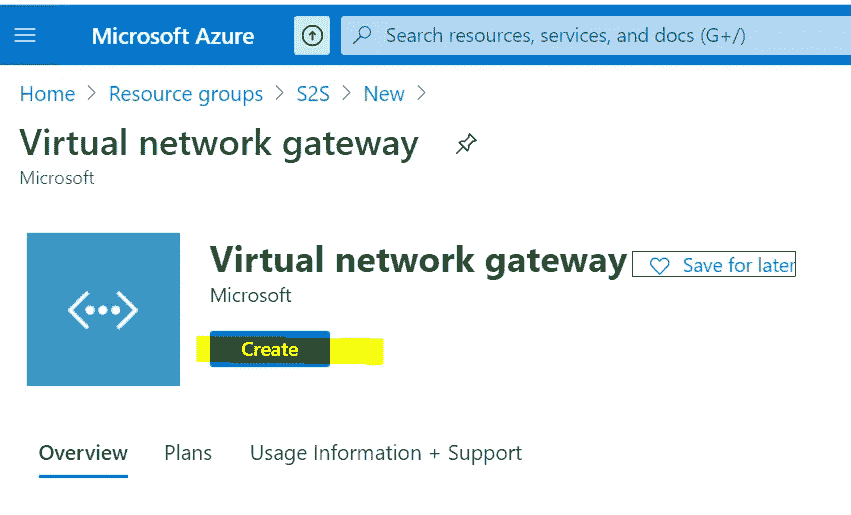 Microsoft Azure Search resources, services, and docs (G+/)
Home > Resource groups > S2S > New >
Virtual network gateway
Microsoft
Virtual network gateway Save for later
Microsoft
Create
Overview Plans Usage Information + Support